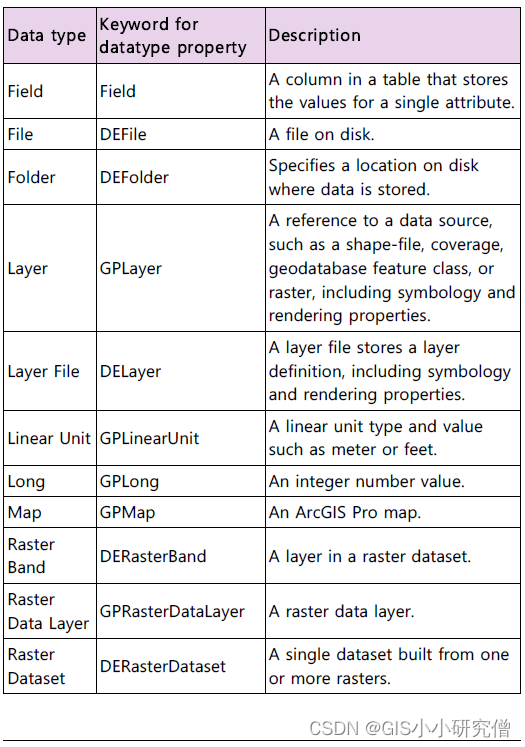 Data type
Keyword for
datatype property
Description
Field
Field
A column in a table that stores
the values for a single attribute.
File
DEFile
A file on disk.
Folder
DEFolder
Specifies a location on disk
where data is stored.
Layer
GPLayer
A reference to a data source,
such as a shape-file, coverage,
geodatabase feature class, or
raster, including symbology and
rendering properties.
Layer File
DELayer
A layer file stores a layer
definition, including symbology
and rendering properties.
Linear Unit
GPLinearUnit
A linear unit type and value
such as meter or feet.
Long
GPLong
An integer number value.
Map
GPMap
An ArcGIS Pro map.
Raster
Band
DERasterBand
A layer in a raster dataset.
Raster
Data Layer
GPRasterDataLayer
A raster data layer.
Raster
Dataset
DERasterDataset
A single dataset built from one
or more rasters.
CSDN @GIS小小研究僧